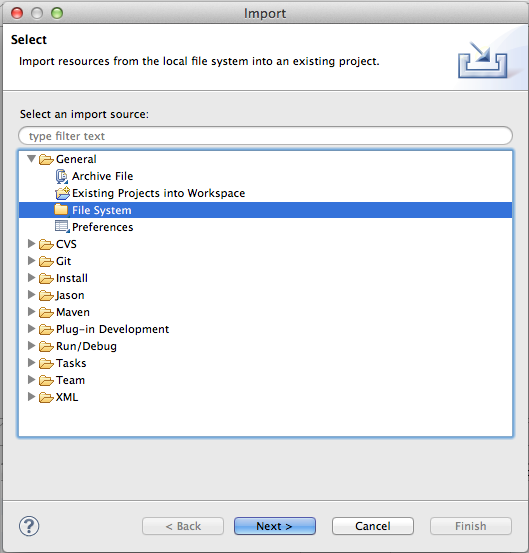 Import
Select
Import resources from the local file system into an existing project.
Select an import source:
type filter text
General
Archive File
Existing Projects into Workspace
File System
Preferences
CVS
Git
Install
Jason
Maven
Plug-in Development
Run/Debug
Tasks
Team
XML
?
< Back
Next >
Cancel
Finish